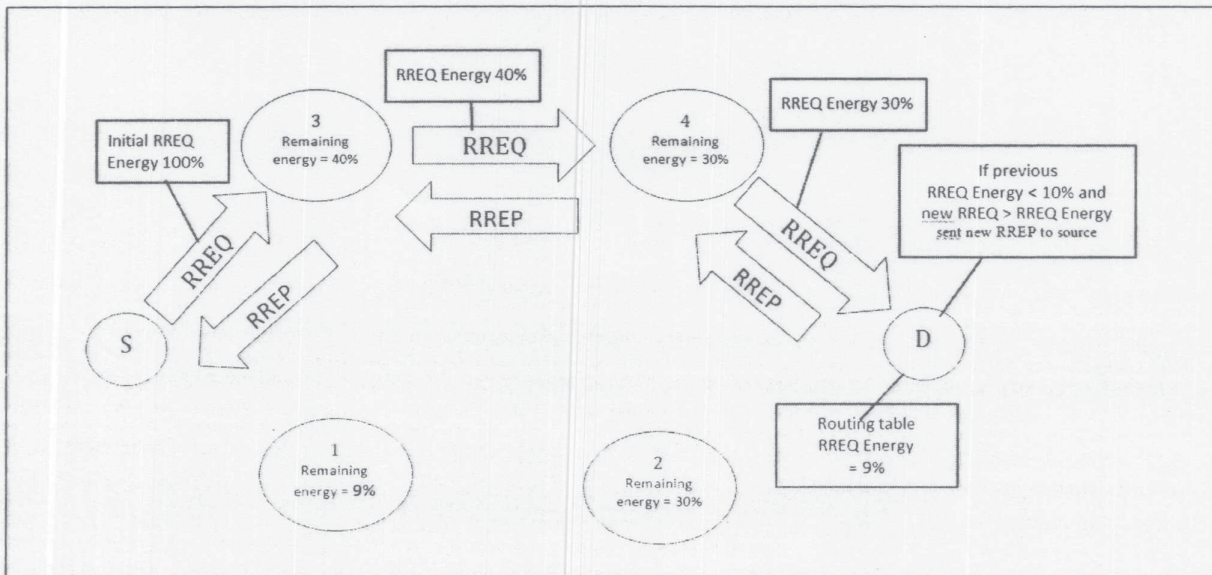 RREQ Energy 40%
RREQ Energy 30%
Initial RREQ
Energy 100%
3
Remaining
energy = 40%
RREQ
4
Remaining
energy = 30%
If previous
RREQ Energy < 10% and
new RREQ > RREQ Energy
sent new RREP to source
RREP
RREQ
RREP
RREQ
RREP
S
D
1
Remaining
energy = 9%
2
Remaining
energy = 30%
Routing table
RREQ Energy
= 9%